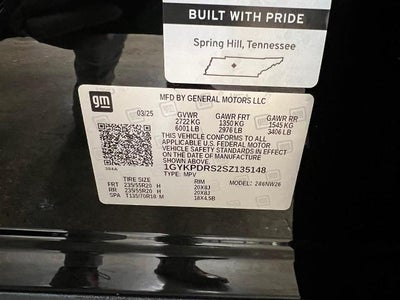 BUILT WITH PRIDE
Spring Hill, Tennessee
gm
MFD BY GENERAL MOTORS LLC
03/25 GVWR GAWR FRT GAWR RR
2722 KG 1350 KG 1545 KG
6001 LB 2976 LB 3406 LB
THIS VEHICLE CONFORMS TO ALL
APPLICABLE U.S. FEDERAL MOTOR
VEHICLE SAFETY STANDARDS IN EFFECT
ON THE DATE OF MANUFACTURE
SHOWN ABOVE.
1GYKPDRS2SZ135148
TYPE: MPV
TIRE SIZE RIM MODEL: 246NW26
FRT 235/55R20 H 20X8J
RR 235/55R20 H 20X8J
SPA T135/70R18 M 18X4.5B